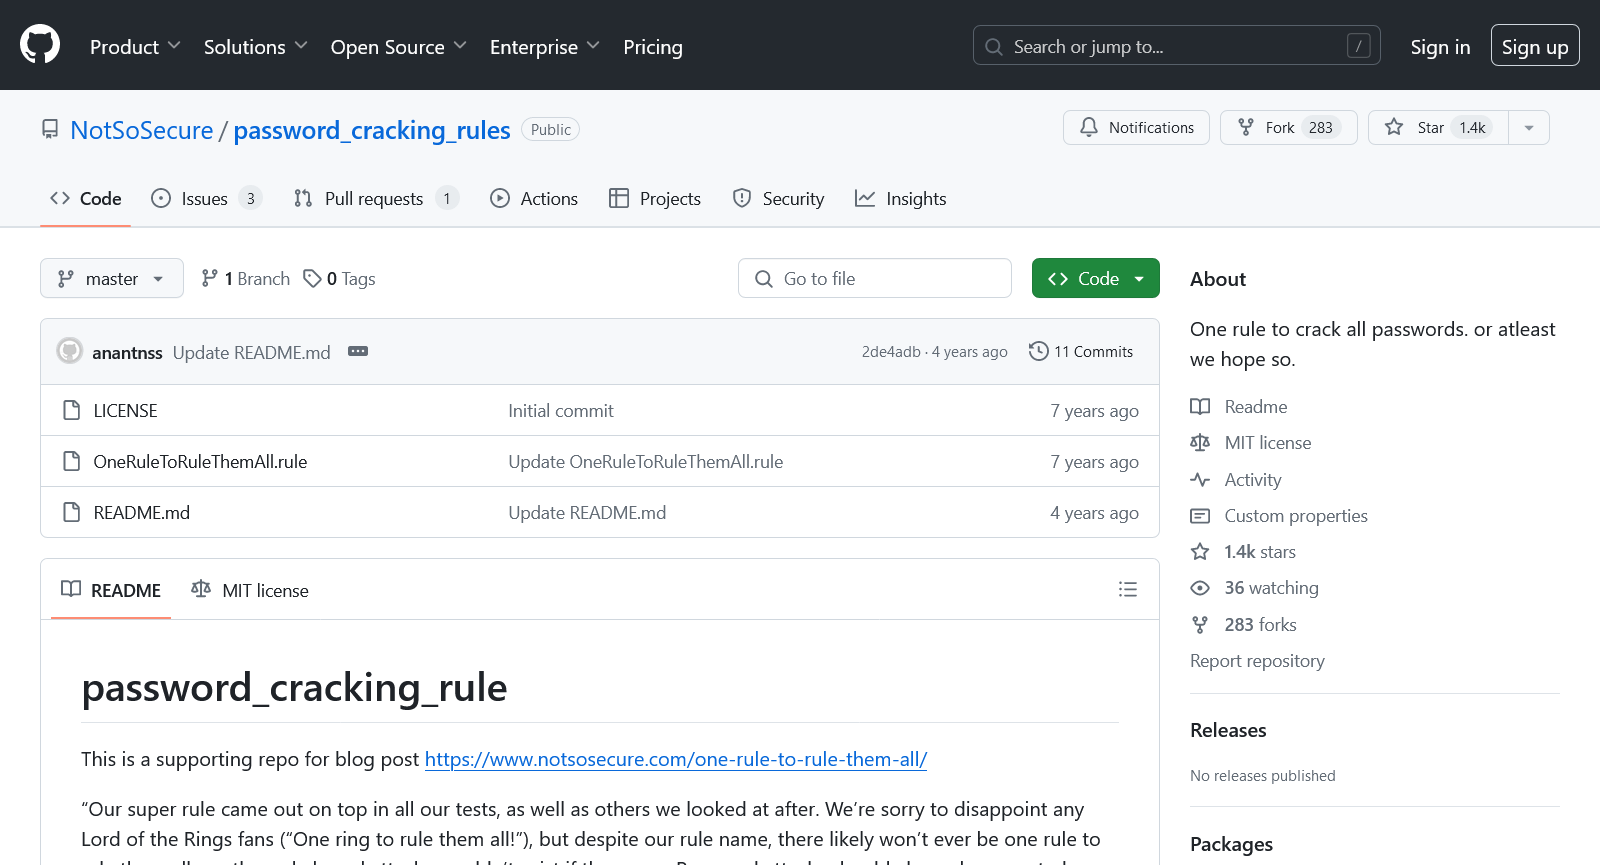 Product Solutions Open Source Enterprise Pricing Search or jump to... / Sign in Sign up
NotSoSecure / password_cracking_rules Public Notifications Fork 283 Star 1.4k
Code Issues 3 Pull requests 1 Actions Projects Security Insights
master 1 Branch 0 Tags Go to file Code
anantnss Update README.md 2de4adb · 4 years ago 11 Commits
LICENSE Initial commit 7 years ago
OneRuleToRuleThemAll.rule Update OneRuleToRuleThemAll.rule 7 years ago
README.md Update README.md 4 years ago
README MIT license
password_cracking_rule
This is a supporting repo for blog post https://www.notsosecure.com/one-rule-to-rule-them-all/
“Our super rule came out on top in all our tests, as well as others we looked at after. We’re sorry to disappoint any
Lord of the Rings fans (“One ring to rule them all!”), but despite our rule name, there likely won’t ever be one rule to
About
One rule to crack all passwords. or atleast
we hope so.
Readme
MIT license
Activity
Custom properties
1.4k stars
36 watching
283 forks
Report repository
Releases
No releases published
Packages